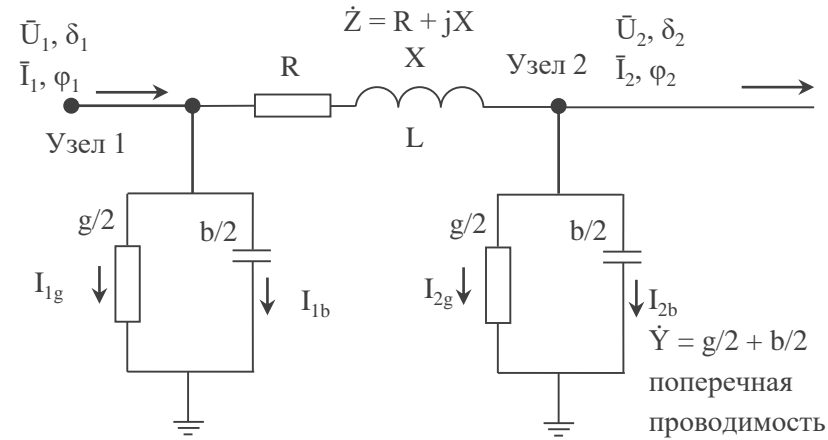 Ū₁, δ₁
Ī₁, φ₁
Ż = R + jX
X
R
L
Узел 1
Узел 2
Ū₂, δ₂
Ī₂, φ₂
g/2
b/2
I₁g
I₁b
g/2
b/2
I₂g
I₂b
Ẏ = g/2 + b/2
поперечная
проводимость